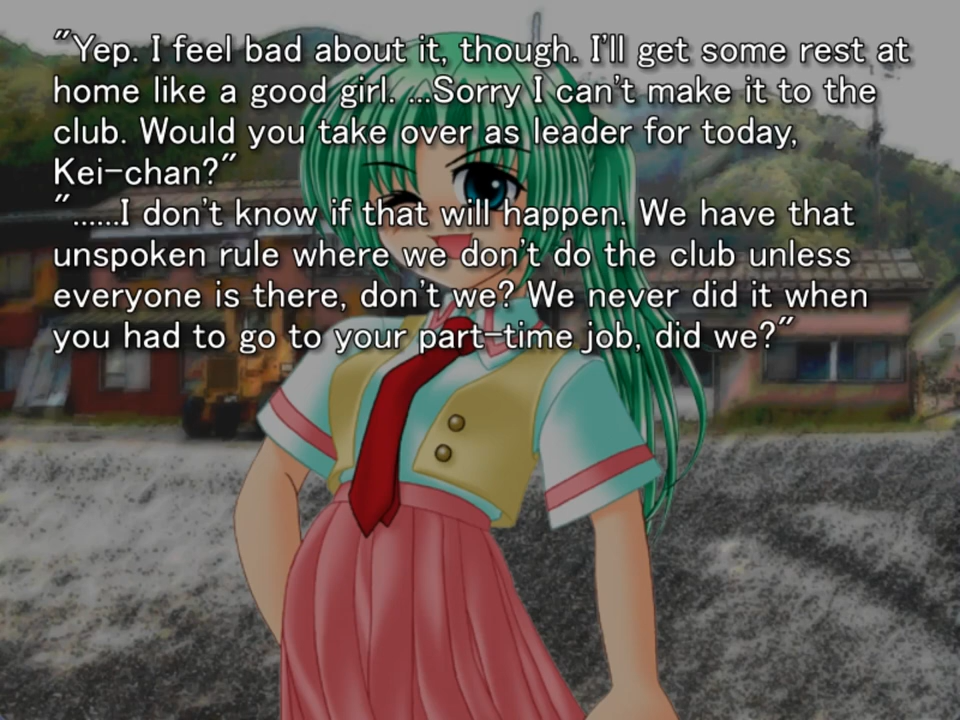 "Yep. I feel bad about it, though. I'll get some rest at
home like a good girl. ...Sorry I can't make it to the
club. Would you take over as leader for today,
Kei-chan?"
"......I don't know if that will happen. We have that
unspoken rule where we don't do the club unless
everyone is there, don't we? We never did it when
you had to go to your part-time job, did we?"